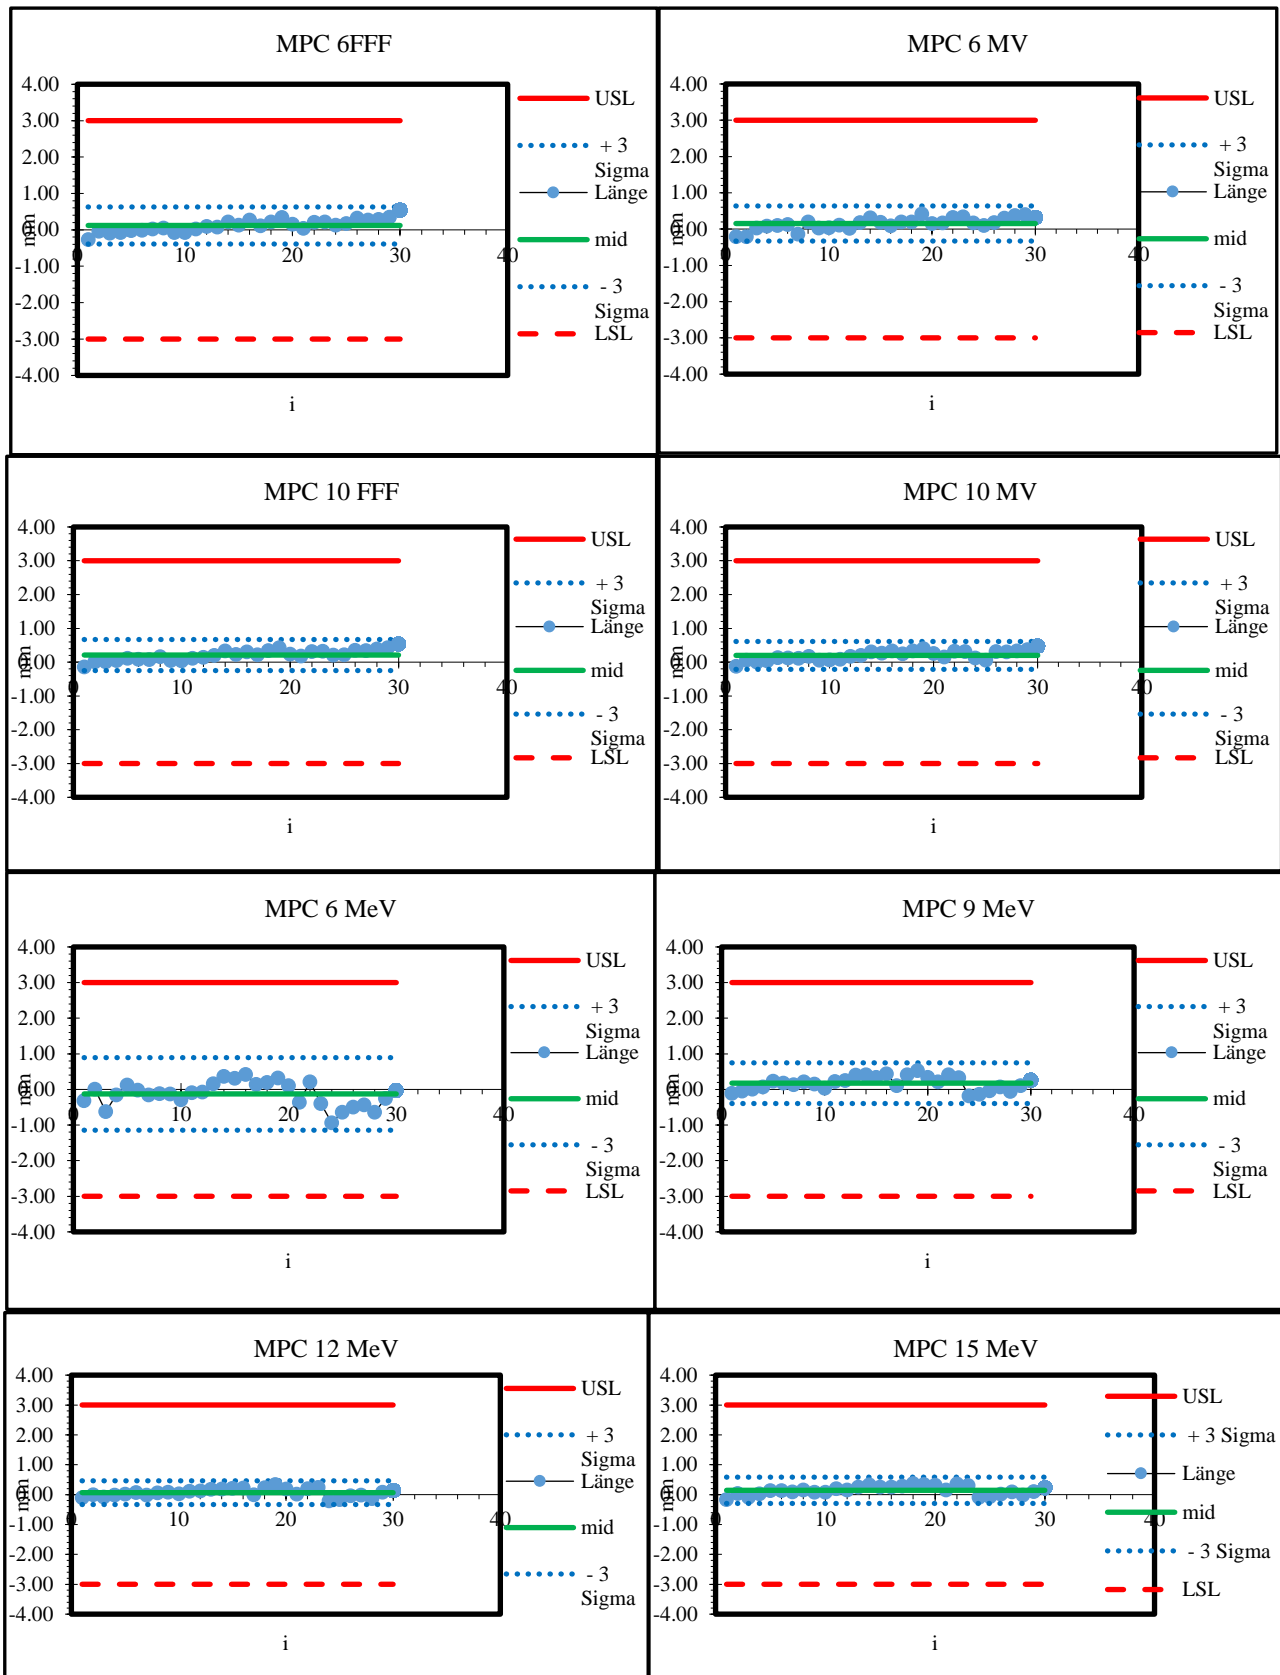 MPC 6FFF
4.00
3.00
2.00
1.00
0.00
-1.00
-2.00
-3.00
-4.00
0 10 20 30 40
mm
i
USL
+ 3
Sigma
Länge
mid
- 3
Sigma
LSL
MPC 6 MV
4.00
3.00
2.00
1.00
0.00
-1.00
-2.00
-3.00
-4.00
0 10 20 30 40
mm
i
USL
+ 3
Sigma
Länge
mid
- 3
Sigma
LSL
MPC 10 FFF
4.00
3.00
2.00
1.00
0.00
-1.00
-2.00
-3.00
-4.00
0 10 20 30 40
mm
i
USL
+ 3
Sigma
Länge
mid
- 3
Sigma
LSL
MPC 10 MV
4.00
3.00
2.00
1.00
0.00
-1.00
-2.00
-3.00
-4.00
0 10 20 30 40
mm
i
USL
+ 3
Sigma
Länge
mid
- 3
Sigma
LSL
MPC 6 MeV
4.00
3.00
2.00
1.00
0.00
-1.00
-2.00
-3.00
-4.00
0 10 20 30 40
mm
i
USL
+ 3
Sigma
Länge
mid
- 3
Sigma
LSL
MPC 9 MeV
4.00
3.00
2.00
1.00
0.00
-1.00
-2.00
-3.00
-4.00
0 10 20 30 40
mm
i
USL
+ 3
Sigma
Länge
mid
- 3
Sigma
LSL
MPC 12 MeV
4.00
3.00
2.00
1.00
0.00
-1.00
-2.00
-3.00
-4.00
0 10 20 30 40
mm
i
USL
+ 3
Sigma
Länge
mid
- 3
Sigma
MPC 15 MeV
4.00
3.00
2.00
1.00
0.00
-1.00
-2.00
-3.00
-4.00
0 10 20 30 40
mm
i
USL
+ 3 Sigma
Länge
mid
- 3 Sigma
LSL